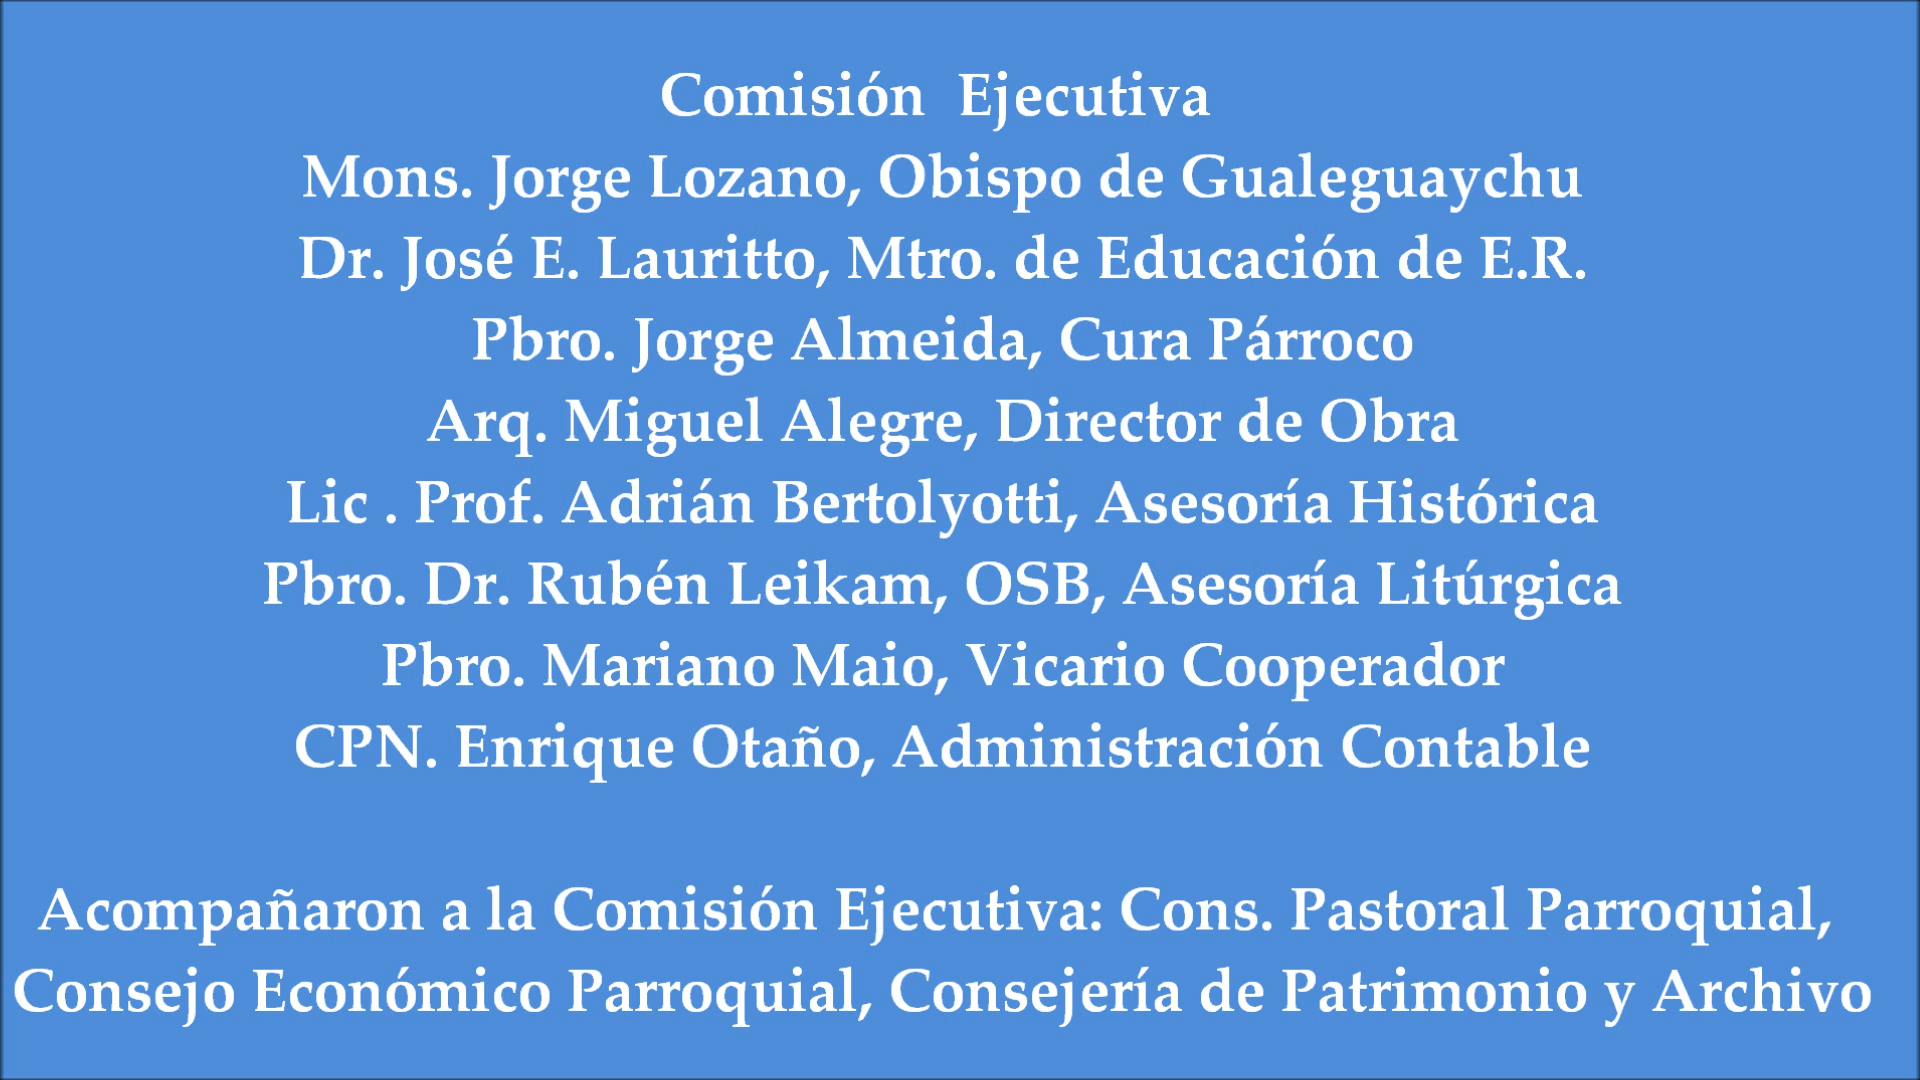 Comisión  Ejecutiva
Mons. Jorge Lozano, Obispo de Gualeguaychu
Dr. José E. Lauritto, Mtro. de Educación de E.R.
Pbro. Jorge Almeida, Cura Párroco
Arq. Miguel Alegre, Director de Obra
Lic . Prof. Adrián Bertolyotti, Asesoría Histórica
Pbro. Dr. Rubén Leikam, OSB, Asesoría Litúrgica
Pbro. Mariano Maio, Vicario Cooperador
CPN. Enrique Otaño, Administración Contable
Acompañaron a la Comisión Ejecutiva: Cons. Pastoral Parroquial,
Consejo Económico Parroquial, Consejería de Patrimonio y Archivo